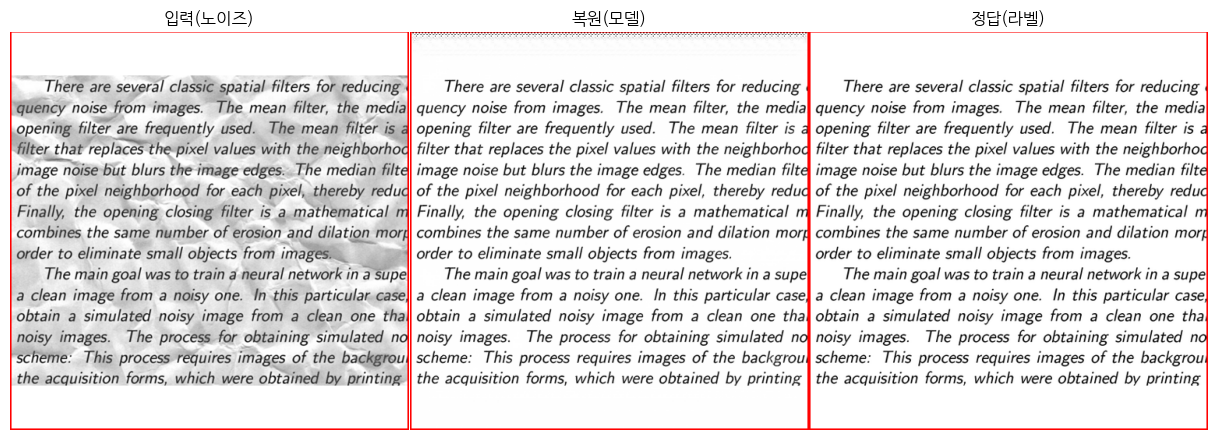 입력(노이즈)
There are several classic spatial filters for reducing
quency noise from images. The mean filter, the media
opening filter are frequently used. The mean filter is a
filter that replaces the pixel values with the neighborhoo
image noise but blurs the image edges. The median filte
of the pixel neighborhood for each pixel, thereby reduc
Finally, the opening closing filter is a mathematical m
combines the same number of erosion and dilation morp
order to eliminate small objects from images.
The main goal was to train a neural network in a supe
a clean image from a noisy one. In this particular case,
obtain a simulated noisy image from a clean one tha
noisy images. The process for obtaining simulated no
scheme: This process requires images of the backgrou
the acquisition forms, which were obtained by printing
복원(모델)
There are several classic spatial filters for reducing
quency noise from images. The mean filter, the media
opening filter are frequently used. The mean filter is a
filter that replaces the pixel values with the neighborhoo
image noise but blurs the image edges. The median filte
of the pixel neighborhood for each pixel, thereby reduc
Finally, the opening closing filter is a mathematical m
combines the same number of erosion and dilation morp
order to eliminate small objects from images.
The main goal was to train a neural network in a supe
a clean image from a noisy one. In this particular case,
obtain a simulated noisy image from a clean one tha
noisy images. The process for obtaining simulated no
scheme: This process requires images of the backgrou
the acquisition forms, which were obtained by printing
정답(라벨)
There are several classic spatial filters for reducing
quency noise from images. The mean filter, the media
opening filter are frequently used. The mean filter is a
filter that replaces the pixel values with the neighborhoo
image noise but blurs the image edges. The median filte
of the pixel neighborhood for each pixel, thereby reduc
Finally, the opening closing filter is a mathematical m
combines the same number of erosion and dilation morp
order to eliminate small objects from images.
The main goal was to train a neural network in a supe
a clean image from a noisy one. In this particular case,
obtain a simulated noisy image from a clean one tha
noisy images. The process for obtaining simulated no
scheme: This process requires images of the backgrou
the acquisition forms, which were obtained by printing